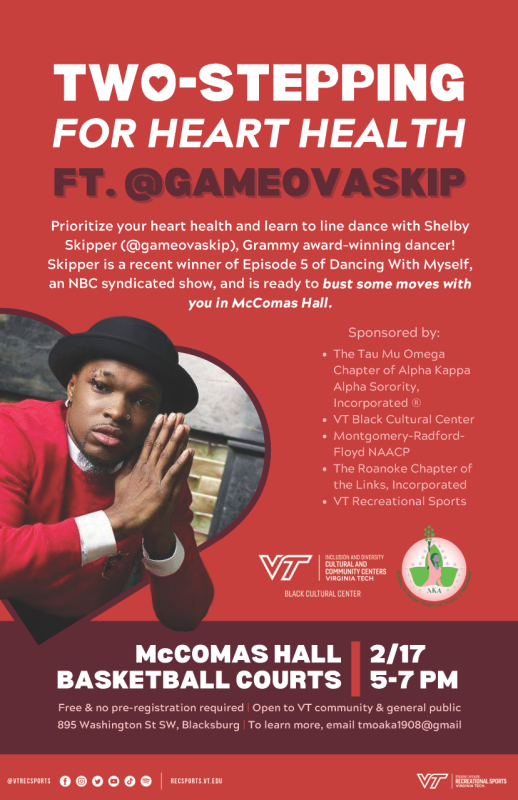 TWO-STEPPING
FOR HEART HEALTH
FT. @GAMEOVASKIP
Prioritize your heart health and learn to line dance with Shelby
Skipper (@gameovaskip), Grammy award-winning dancer!
Skipper is a recent winner of Episode 5 of Dancing With Myself,
an NBC syndicated show, and is ready to bust some moves with
you in McComas Hall.
Sponsored by:
• The Tau Mu Omega
Chapter of Alpha Kappa
Alpha Sorority,
Incorporated ®
• VT Black Cultural Center
• Montgomery-Radford-
Floyd NAACP
• The Roanoke Chapter of
the Links, Incorporated
• VT Recreational Sports
VT
INCLUSION AND DIVERSITY
CULTURAL AND
COMMUNITY CENTERS
VIRGINIA TECH
BLACK CULTURAL CENTER
AKA
McCOMAS HALL
BASKETBALL COURTS
2/17
5-7 PM
Free & no pre-registration required | Open to VT community & general public
895 Washington St SW, Blacksburg | To learn more, email tmoaka1908@gmail
@VTRECSPORTS
RECSPORTS.VT.EDU
VT
STUDENT AFFAIRS
RECREATIONAL SPORTS
VIRGINIA TECH